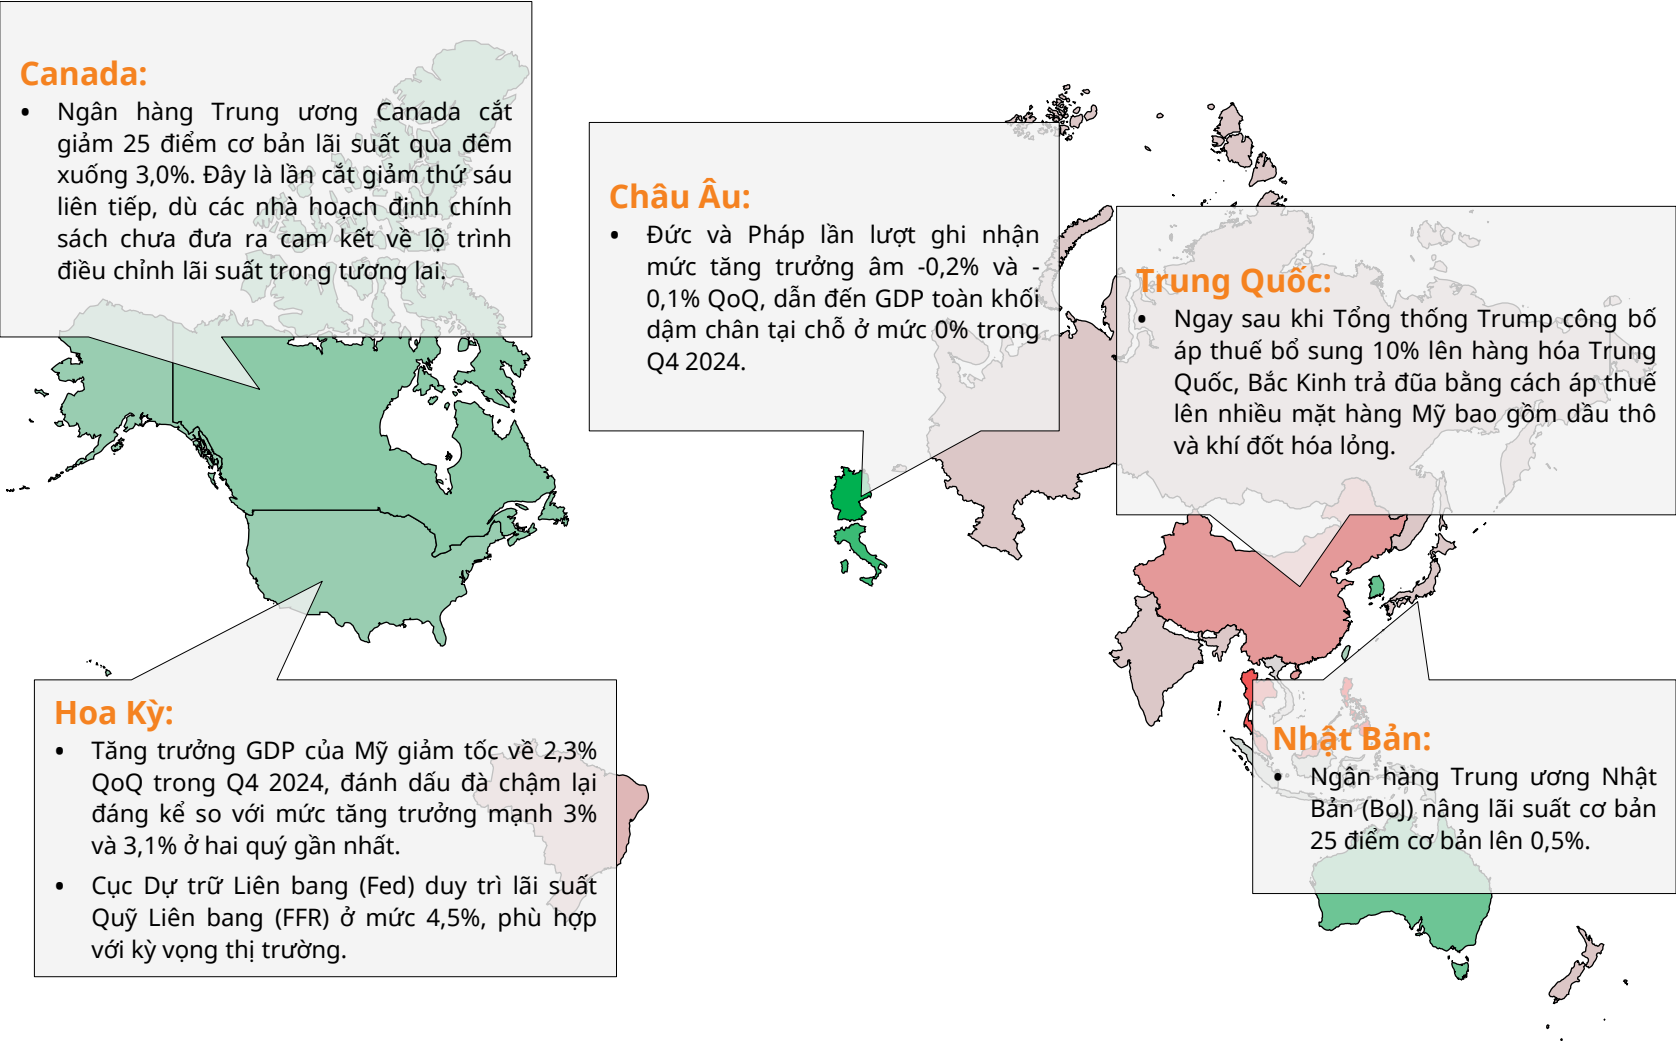 Canada:
• Ngân hàng Trung ương Canada cắt
giảm 25 điểm cơ bản lãi suất qua đêm
xuống 3,0%. Đây là lần cắt giảm thứ sáu
liên tiếp, dù các nhà hoạch định chính
sách chưa đưa ra cam kết về lộ trình
điều chỉnh lãi suất trong tương lai.
Châu Âu:
• Đức và Pháp lần lượt ghi nhận
mức tăng trưởng âm -0,2% và -
0,1% QoQ, dẫn đến GDP toàn khối
dậm chân tại chỗ ở mức 0% trong
Q4 2024.
Trung Quốc:
• Ngay sau khi Tổng thống Trump công bố
áp thuế bổ sung 10% lên hàng hóa Trung
Quốc, Bắc Kinh trả đũa bằng cách áp thuế
lên nhiều mặt hàng Mỹ bao gồm dầu thô
và khí đốt hóa lỏng.
Hoa Kỳ:
• Tăng trưởng GDP của Mỹ giảm tốc về 2,3%
QoQ trong Q4 2024, đánh dấu đà chậm lại
đáng kể so với mức tăng trưởng mạnh 3%
và 3,1% ở hai quý gần nhất.
• Cục Dự trữ Liên bang (Fed) duy trì lãi suất
Quỹ Liên bang (FFR) ở mức 4,5%, phù hợp
với kỳ vọng thị trường.
Nhật Bản:
• Ngân hàng Trung ương Nhật
Bản (BoJ) nâng lãi suất cơ bản
25 điểm cơ bản lên 0,5%.